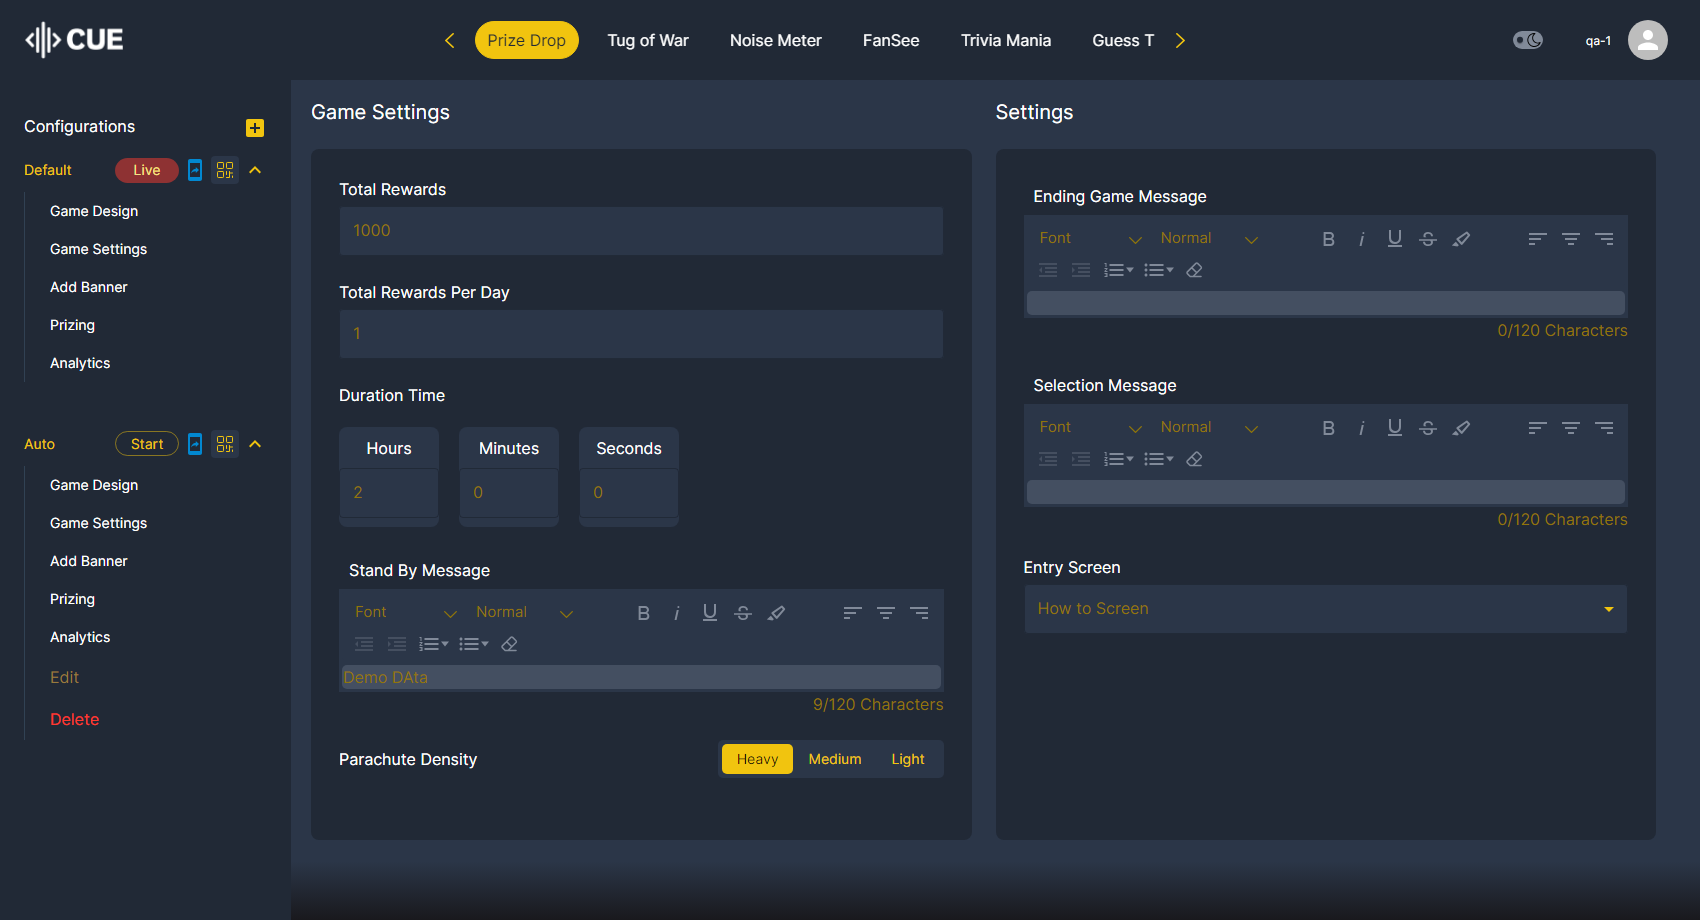 CUE
Prize Drop
Tug of War
Noise Meter
FanSee
Trivia Mania
Guess T
qa-1
Configurations
Default
Live
Game Design
Game Settings
Add Banner
Prizing
Analytics
Auto
Start
Game Design
Game Settings
Add Banner
Prizing
Analytics
Edit
Delete
Game Settings
Total Rewards
1000
Total Rewards Per Day
1
Duration Time
Hours
Minutes
Seconds
2
0
0
Stand By Message
Font
Normal
B i U S
Demo DAta
9/120 Characters
Parachute Density
Heavy
Medium
Light
Settings
Ending Game Message
Font
Normal
B i U S
0/120 Characters
Selection Message
Font
Normal
B i U S
0/120 Characters
Entry Screen
How to Screen